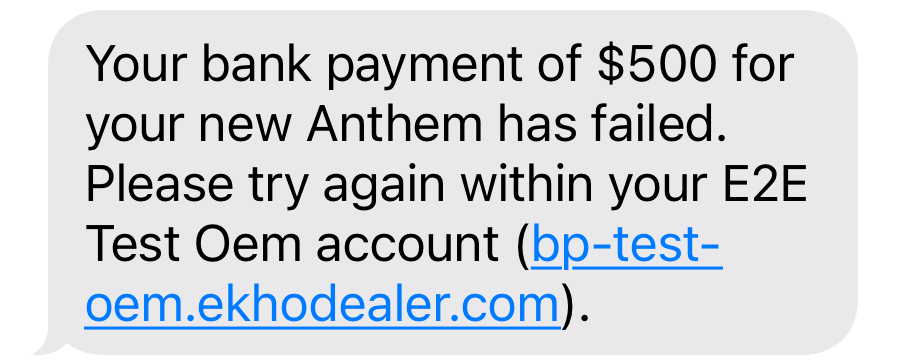 Your bank payment of $500 for
your new Anthem has failed.
Please try again within your E2E
Test Oem account (bp-test-
oem.ekhodealer.com).